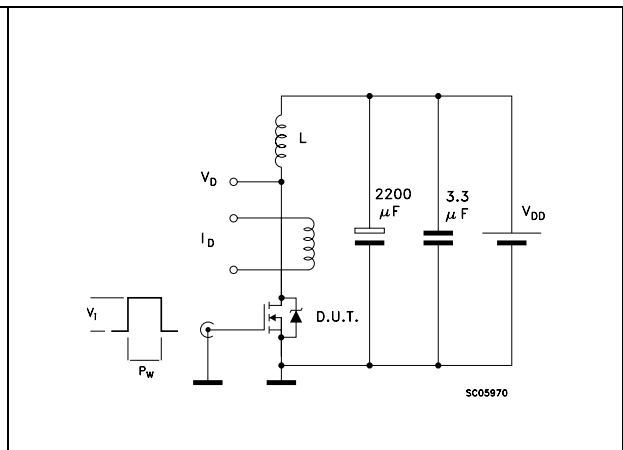 L
V_D
2200
µF
3.3
µF
V_DD
I_D
V_i
D.U.T.
P_W
SC05970